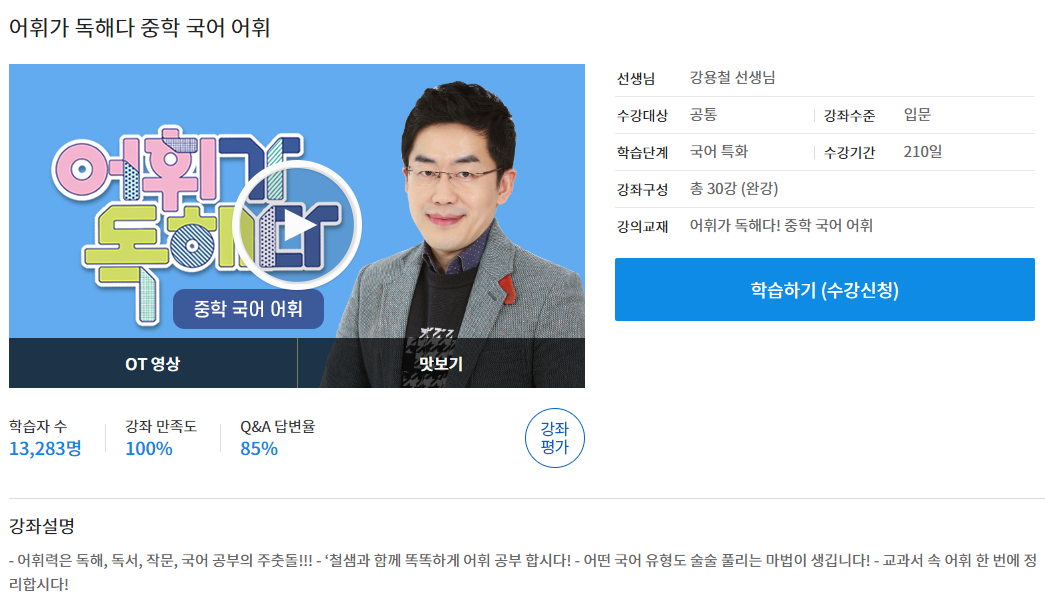 어휘가 독해다 중학 국어 어휘
어휘가
독해다
중학 국어 어휘
OT 영상
맛보기
선생님 강용철 선생님
수강대상 공통 강좌수준 입문
학습단계 국어 특화 수강기간 210일
강좌구성 총 30강 (완강)
강의교재 어휘가 독해다! 중학 국어 어휘
학습하기 (수강신청)
학습자 수 강좌 만족도 Q&A 답변율
13,283명 100% 85%
강좌
평가
강좌설명
- 어휘력은 독해, 독서, 작문, 국어 공부의 주춧돌!!! - ‘철샘과 함께 똑똑하게 어휘 공부 합시다! - 어떤 국어 유형도 술술 풀리는 마법이 생깁니다! - 교과서 속 어휘 한 번에 정
리합시다!